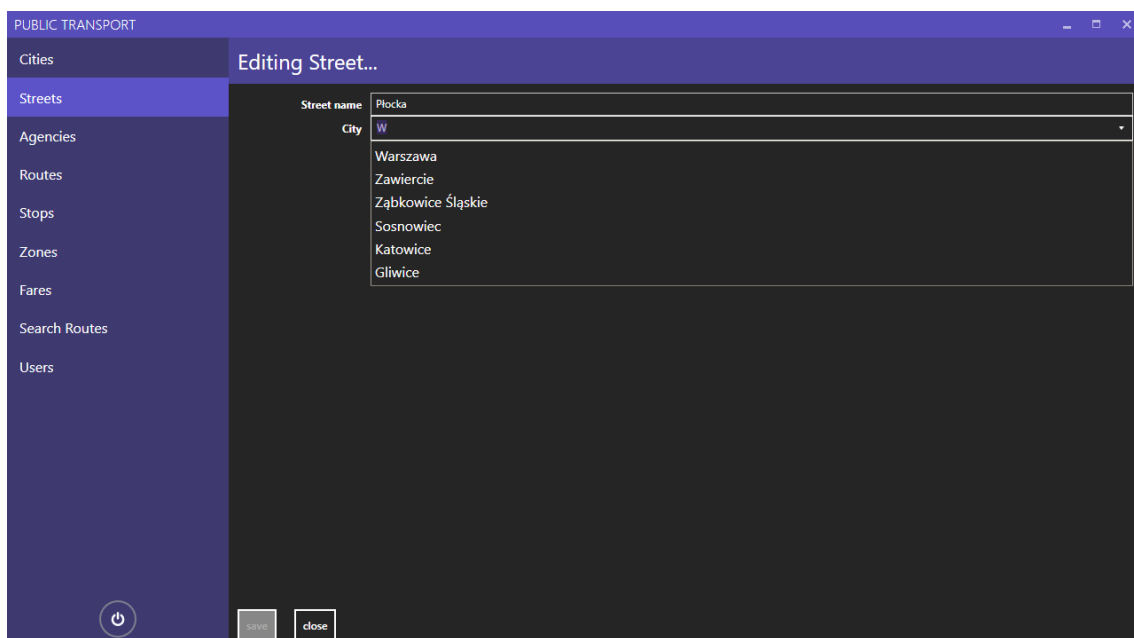 PUBLIC TRANSPORT
Cities
Streets
Agencies
Routes
Stops
Zones
Fares
Search Routes
Users
Editing Street...
Street name Płocka
City W
Warszawa
Zawiercie
Ząbkowice Śląskie
Sosnowiec
Katowice
Gliwice
save close